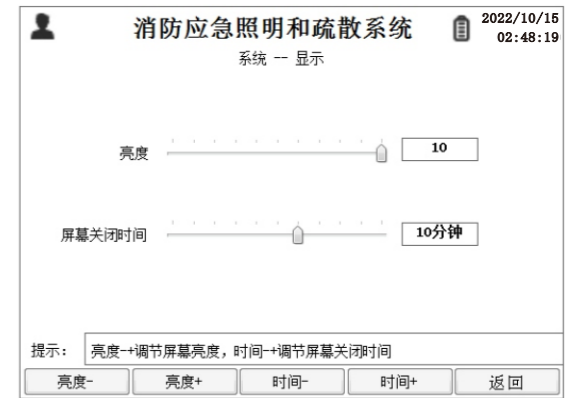 消防应急照明和疏散系统
2022/10/15
02:48:19
系统 -- 显示
亮度 10
屏幕关闭时间 10分钟
提示： 亮度-+调节屏幕亮度，时间-+调节屏幕关闭时间
亮度- 亮度+ 时间- 时间+ 返回